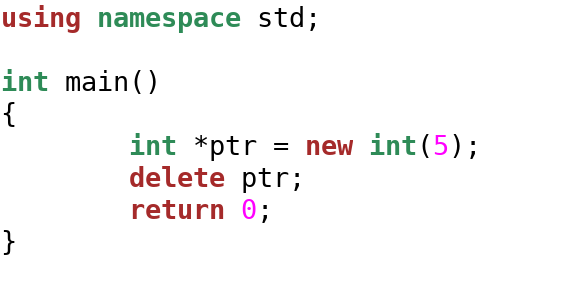 using namespace std;

int main()
{
        int *ptr = new int(5);
        delete ptr;
        return 0;
}